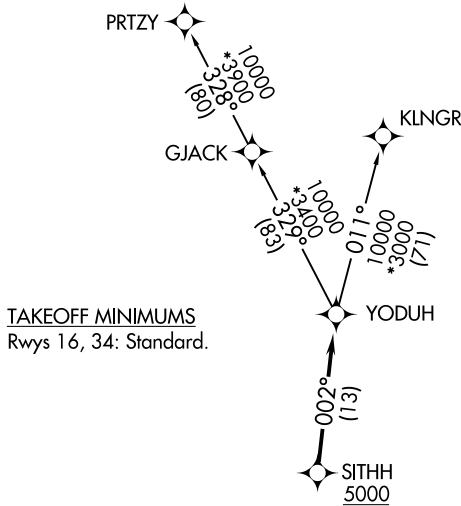 PRTZY
10000
*3900
328°
(80)
GJACK
KLNGR
10000
*3400
329°
(83)
011°
10000
*3000
(71)
TAKEOFF MINIMUMS
Rwys 16, 34: Standard.
YODUH
002°
(13)
SITHH
5000